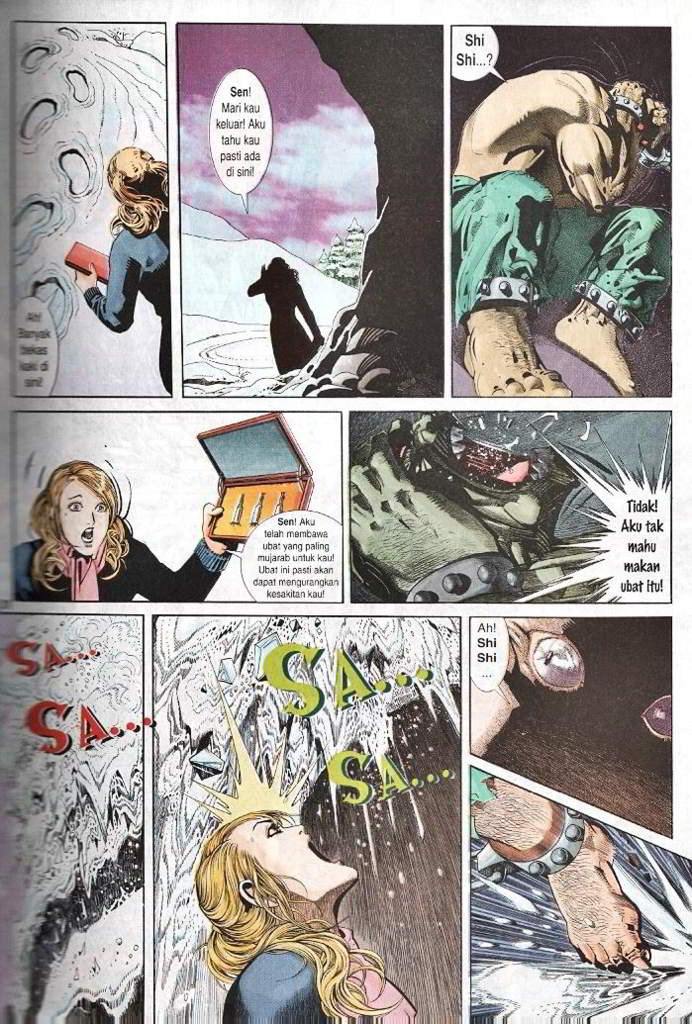 Ah!
Banyak
bekas
kaki di
sini!
Sen!
Mari kau
keluar! Aku
tahu kau
pasti ada
di sini!
Shi
Shi...?
Sen! Aku
telah membawa
ubat yang paling
mujarab untuk kau!
Ubat ini pasti akan
dapat mengurangkan
kesakitan kau!
Tidak!
Aku tak
mahu
makan
ubat itu!
SA...
SA...
SA...
SA...
Ah!
Shi
Shi
...